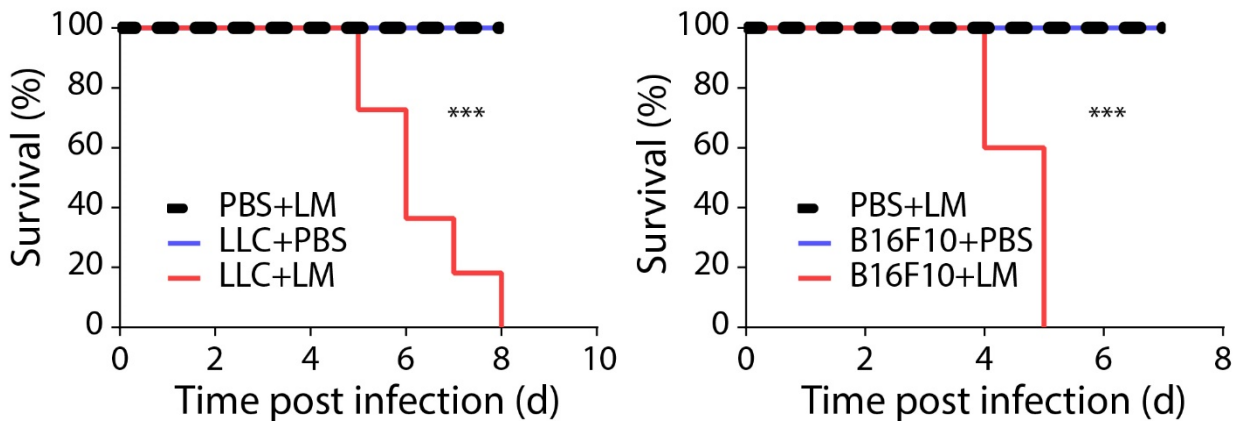 Survival (%)
100
80
60
40
20
0
***
PBS+LM
LLC+PBS
LLC+LM
0 2 4 6 8 10
Time post infection (d)
Survival (%)
100
80
60
40
20
0
***
PBS+LM
B16F10+PBS
B16F10+LM
0 2 4 6 8
Time post infection (d)